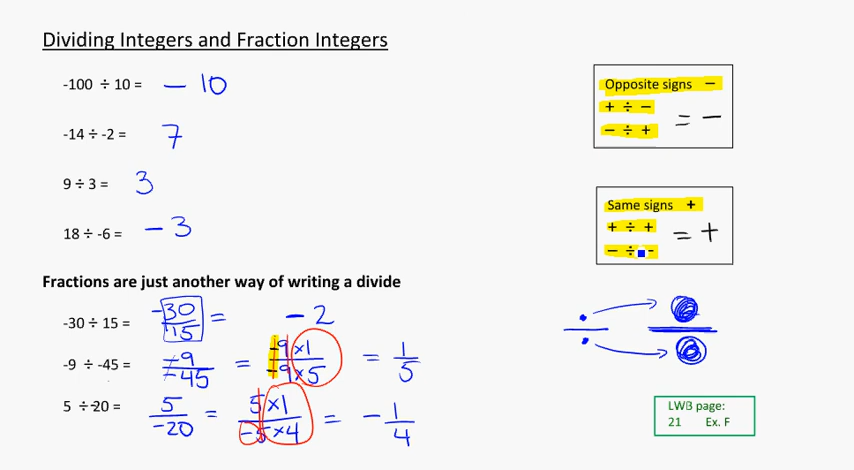 Dividing Integers and Fraction Integers
-100 ÷ 10 = - 10
-14 ÷ -2 = 7
9 ÷ 3 = 3
18 ÷ -6 = - 3
Opposite signs -
+ ÷ -
- ÷ +
= -
Same signs +
+ ÷ +
- ÷ -
= +
Fractions are just another way of writing a divide
-30 ÷ 15 = -30/15 = - 2
-9 ÷ -45 = -9/-45 = -9×1/-9×5 = 1/5
5 ÷ -20 = 5/-20 = 5×1/-5×4 = - 1/4
LWB page:
21 Ex. F